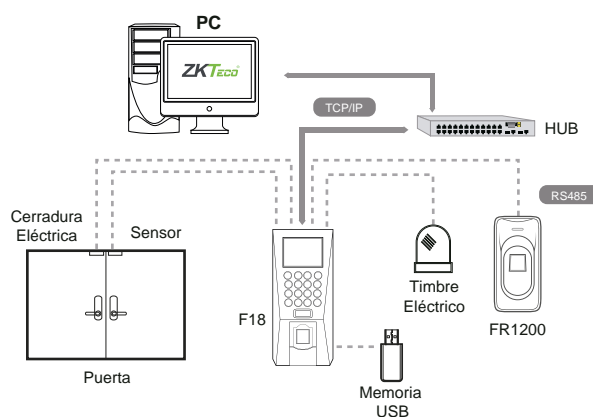 PC
ZKTeco
TCP/IP
HUB
RS485
Cerradura
Eléctrica
Sensor
F18
Timbre
Eléctrico
FR1200
Puerta
Memoria
USB